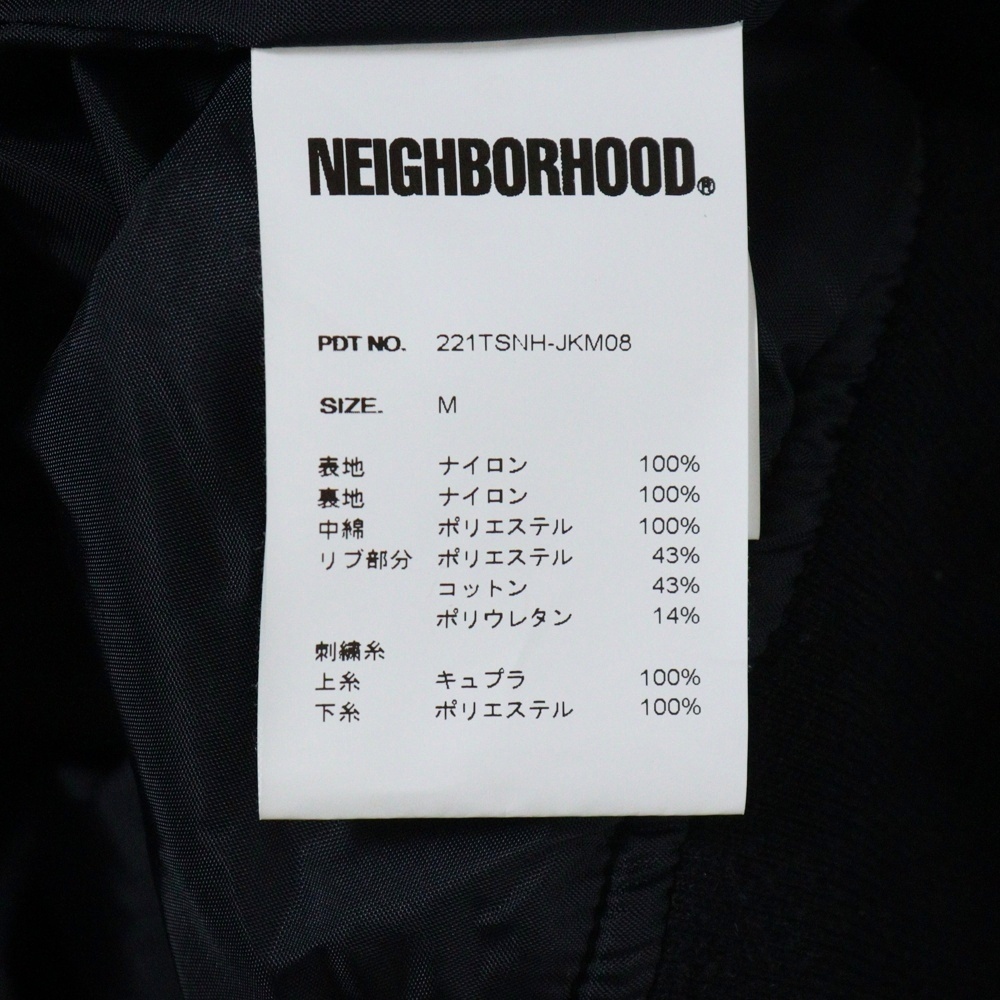 NEIGHBORHOOD®
PDT NO. 221TSNH-JKM08
SIZE. M
表地 ナイロン 100%
裏地 ナイロン 100%
中綿 ポリエステル 100%
リブ部分 ポリエステル 43%
コットン 43%
ポリウレタン 14%
刺繍糸
上糸 キュプラ 100%
下糸 ポリエステル 100%